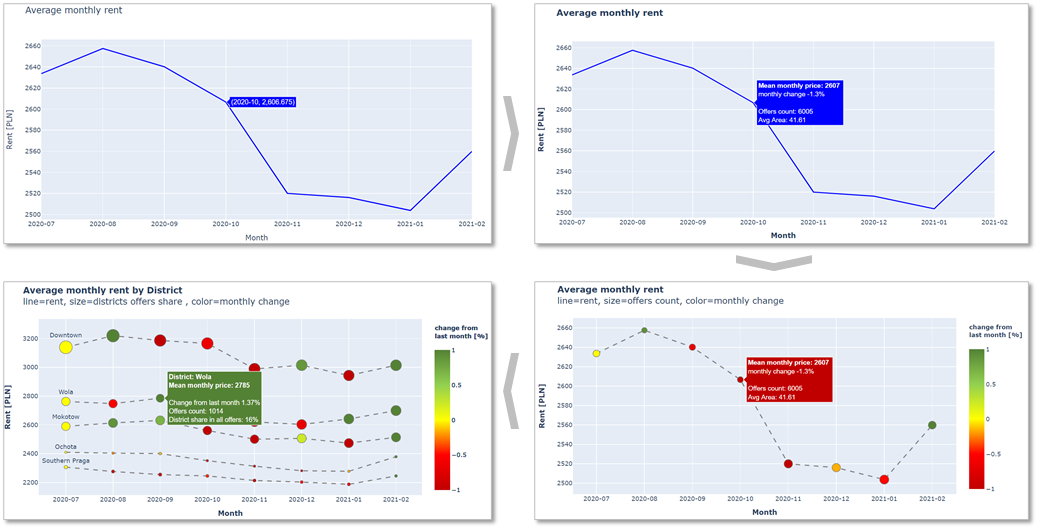 Average monthly rent
2660
2640
2620
2600
2580
2560
2540
2520
2500
Rent [PLN]
(2020-10, 2,606.675)
2020-07
2020-08
2020-09
2020-10
2020-11
2020-12
2021-01
2021-02
Month
Average monthly rent
2660
2640
2620
2600
2580
2560
2540
2520
2500
Rent [PLN]
Mean monthly price: 2607
monthly change -1.3%
Offers count: 6005
Avg Area: 41.61
2020-07
2020-08
2020-09
2020-10
2020-11
2020-12
2021-01
2021-02
Month
Average monthly rent by District
line=rent, size=districts offers share , color=monthly change
3200
3000
2800
2600
2400
2200
Rent [PLN]
Downtown
Wola
Mokotow
Ochota
Southern Praga
District: Wola
Mean monthly price: 2785
Change from last month 1.37%
Offers count: 1014
District share in all offers: 16%
2020-07
2020-08
2020-09
2020-10
2020-11
2020-12
2021-01
2021-02
Month
change from
last month [%]
1
0.5
0
−0.5
−1
Average monthly rent
line=rent, size=offers count, color=monthly change
2660
2640
2620
2600
2580
2560
2540
2520
2500
Rent [PLN]
Mean monthly price: 2607
monthly change -1.3%
Offers count: 6005
Avg Area: 41.61
2020-07
2020-08
2020-09
2020-10
2020-11
2020-12
2021-01
2021-02
Month
change from
last month [%]
1
0.5
0
−0.5
−1